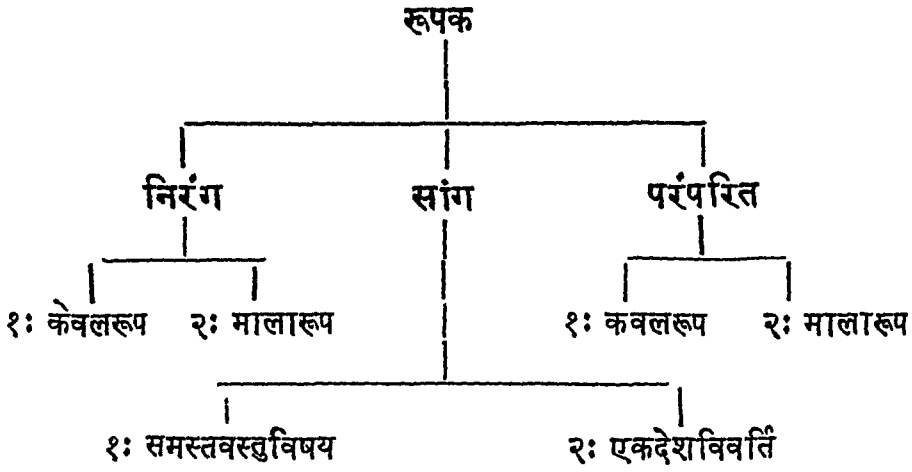 रूपक
निरंग सांग परंपरित
१ः केवलरूप २ः मालारूप १ः कवलरूप २ः मालारूप
१ः समस्तवस्तुविषय २ः एकदेशविवर्ति